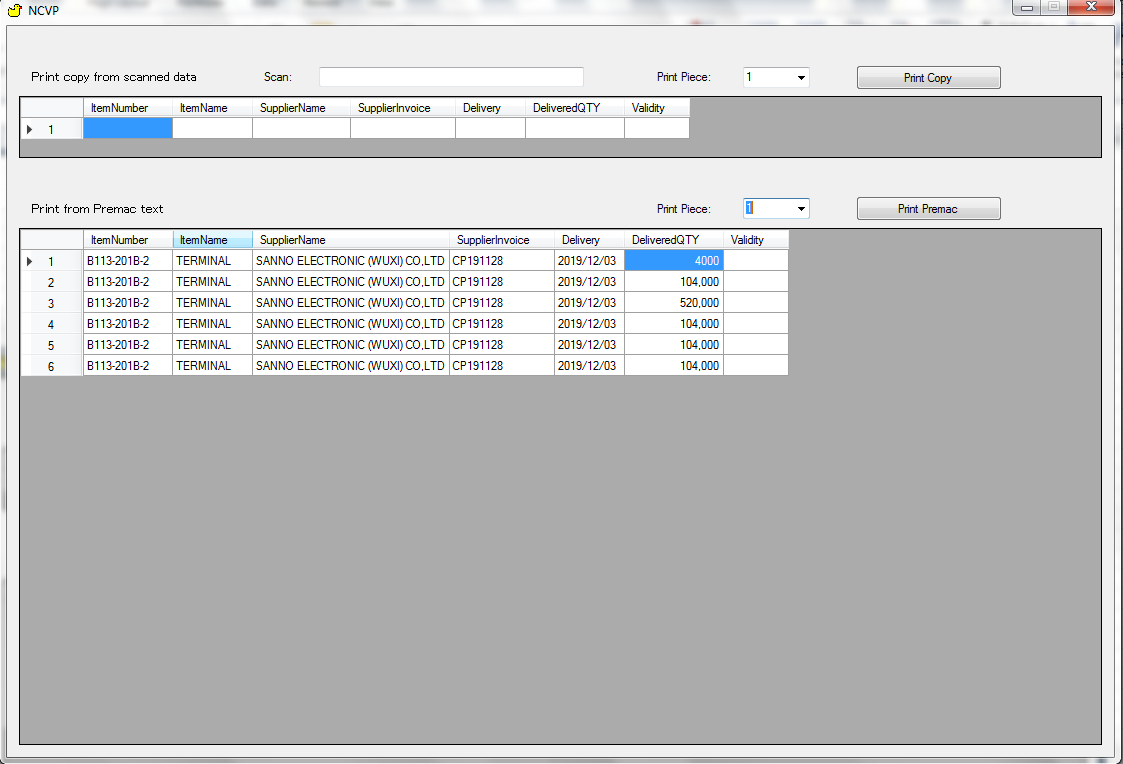 NCVP
Print copy from scanned data Scan: Print Piece: 1 Print Copy
ItemNumber ItemName SupplierName SupplierInvoice Delivery DeliveredQTY Validity
1
Print from Premac text Print Piece: 1 Print Premac
ItemNumber ItemName SupplierName SupplierInvoice Delivery DeliveredQTY Validity
1 B113-201B-2 TERMINAL SANNO ELECTRONIC (WUXI) CO,LTD CP191128 2019/12/03 4000
2 B113-201B-2 TERMINAL SANNO ELECTRONIC (WUXI) CO,LTD CP191128 2019/12/03 104,000
3 B113-201B-2 TERMINAL SANNO ELECTRONIC (WUXI) CO,LTD CP191128 2019/12/03 520,000
4 B113-201B-2 TERMINAL SANNO ELECTRONIC (WUXI) CO,LTD CP191128 2019/12/03 104,000
5 B113-201B-2 TERMINAL SANNO ELECTRONIC (WUXI) CO,LTD CP191128 2019/12/03 104,000
6 B113-201B-2 TERMINAL SANNO ELECTRONIC (WUXI) CO,LTD CP191128 2019/12/03 104,000